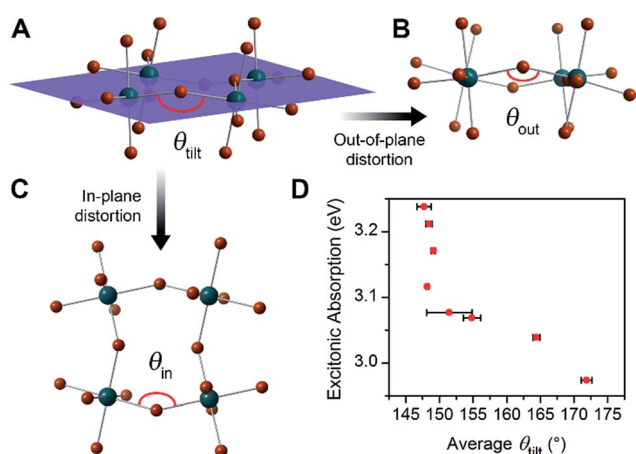 A
B
θtilt
Out-of-plane
distortion
θout
C
In-plane
distortion
D
θin
Excitonic Absorption (eV)
3.2
3.1
3.0
145 150 155 160 165 170 175
Average θtilt (°)